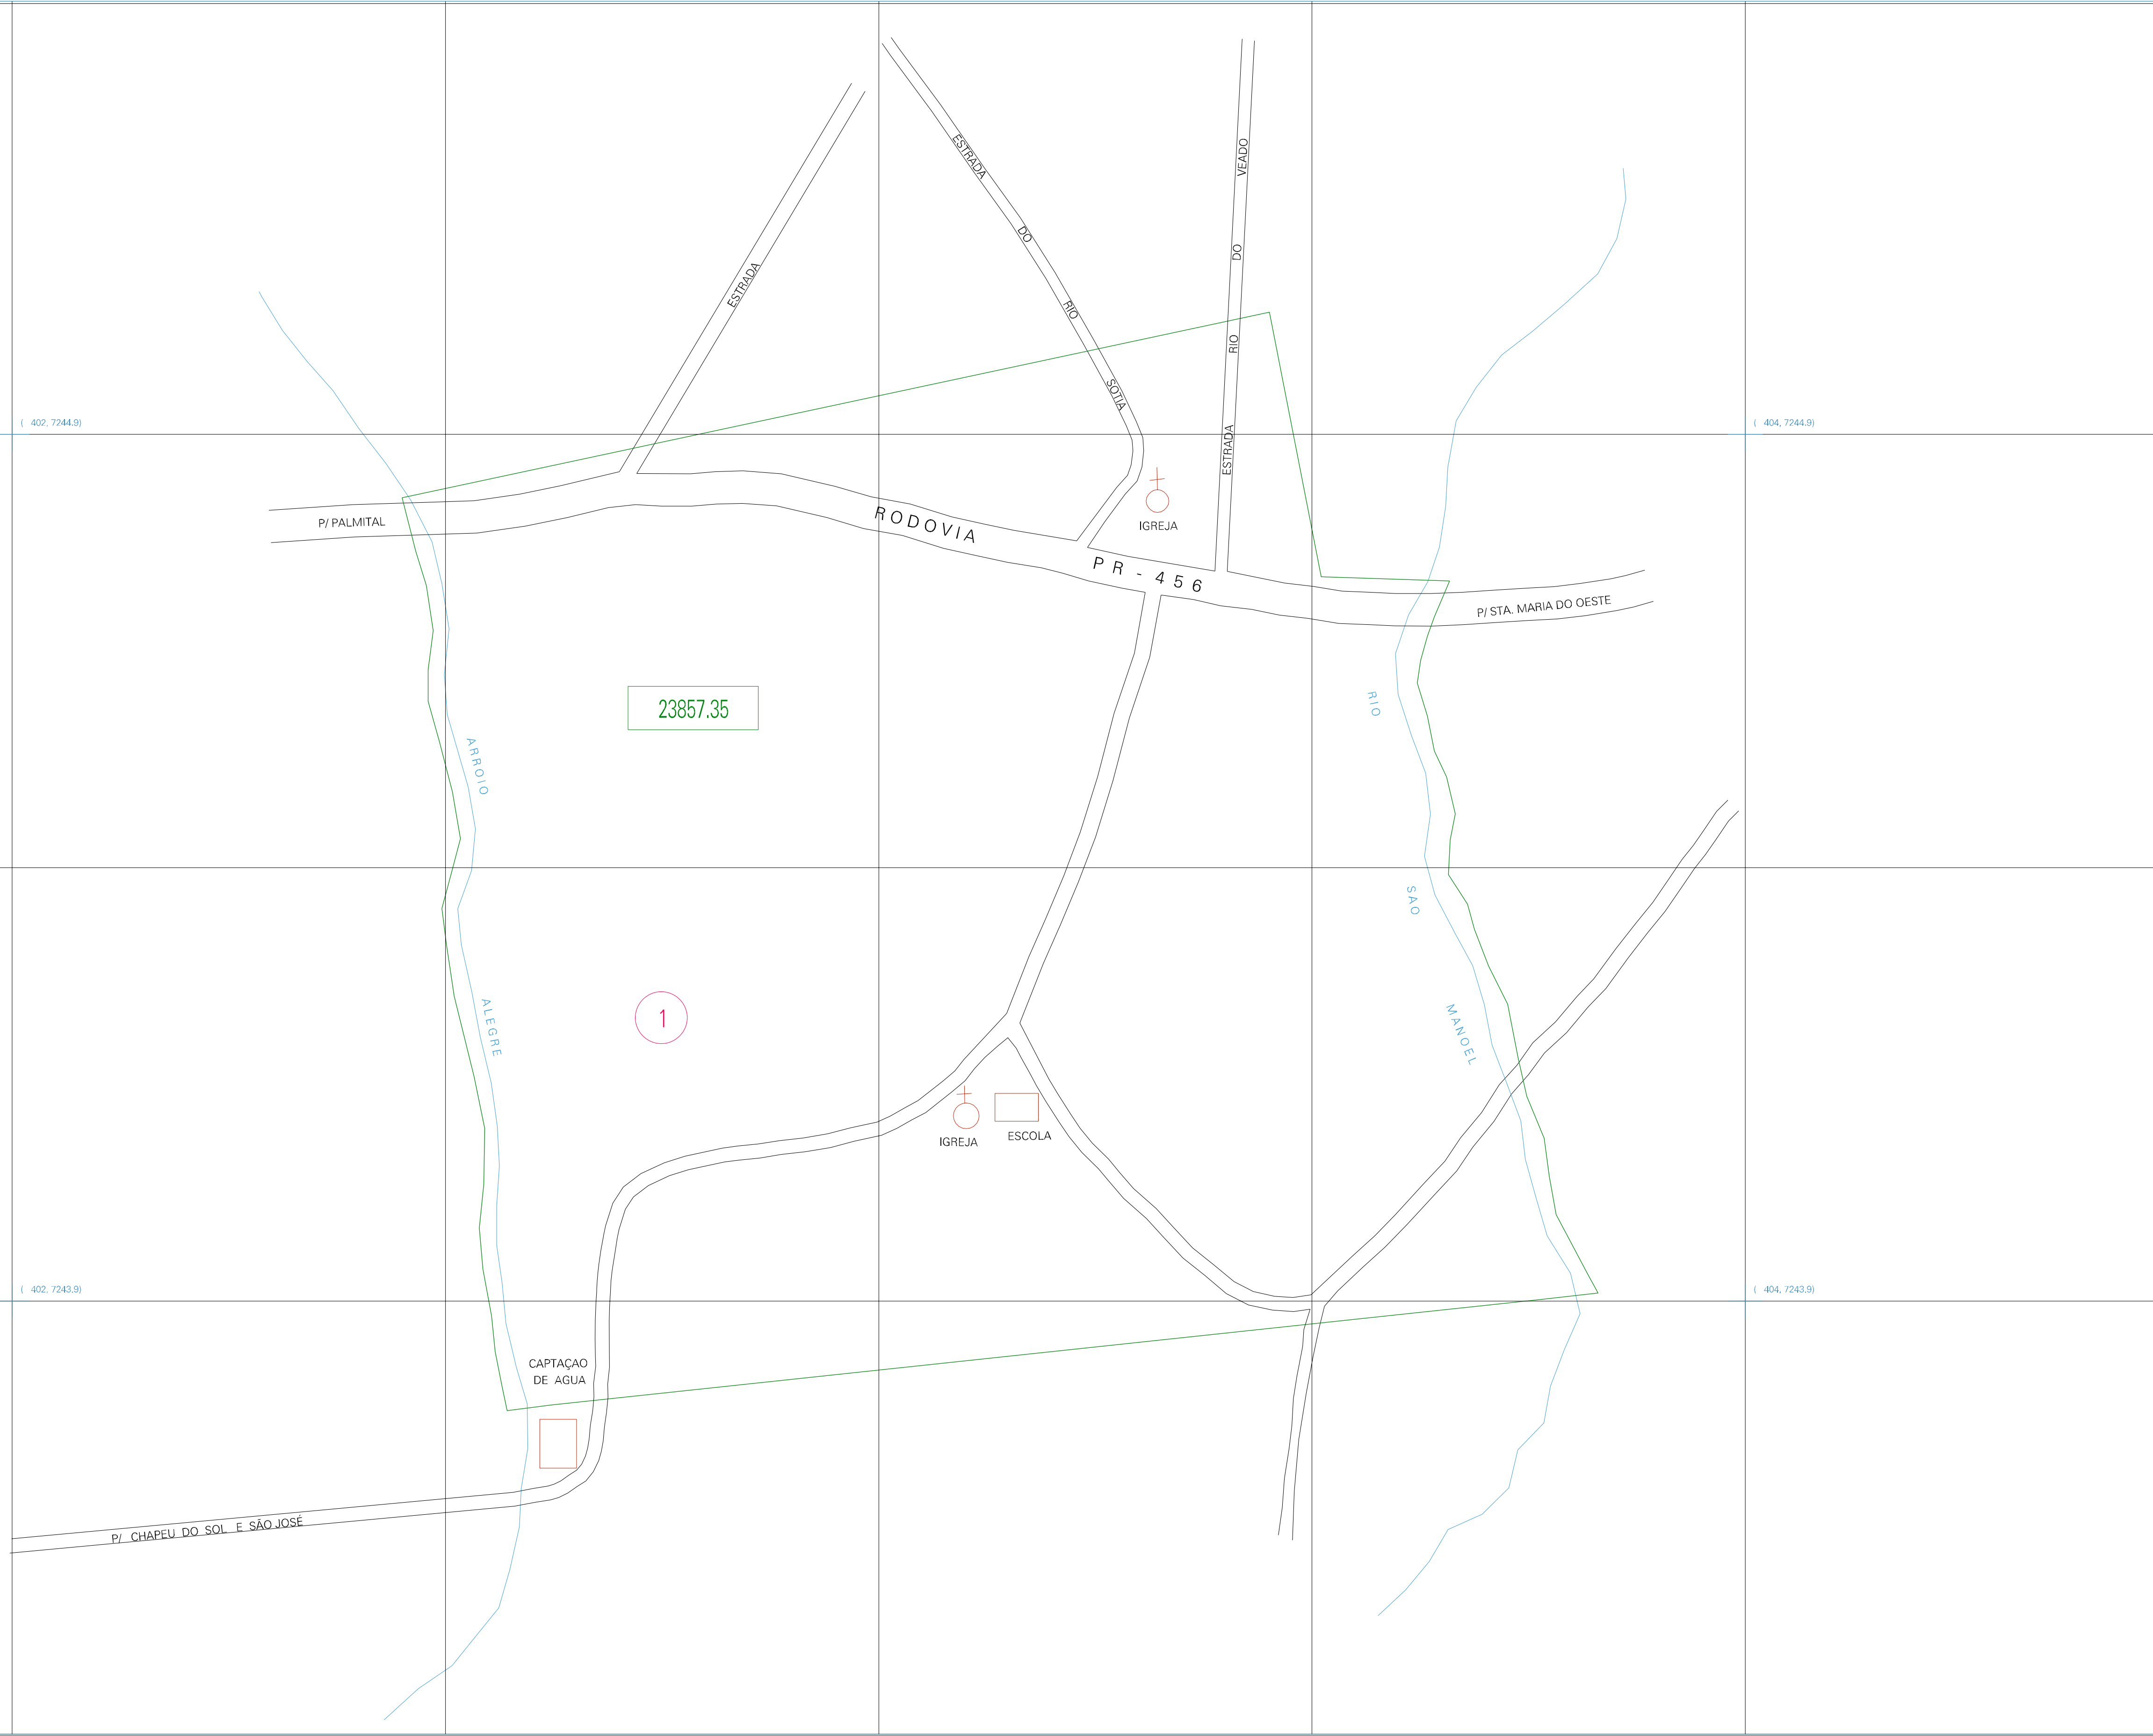 ESTRADA
ESTRADA DO RIO SOTIA
ESTRADA RIO DO VEADO
( 402, 7244.9)
( 404, 7244.9)
P/ PALMITAL
RODOVIA PR - 456
IGREJA
P/ STA. MARIA DO OESTE
23857.35
ARROIO ALEGRE
RIO SAO MANOEL
1
IGREJA
ESCOLA
( 402, 7243.9)
( 404, 7243.9)
CAPTAÇAO
DE AGUA
P/ CHAPEU DO SOL E SÃO JOSÉ